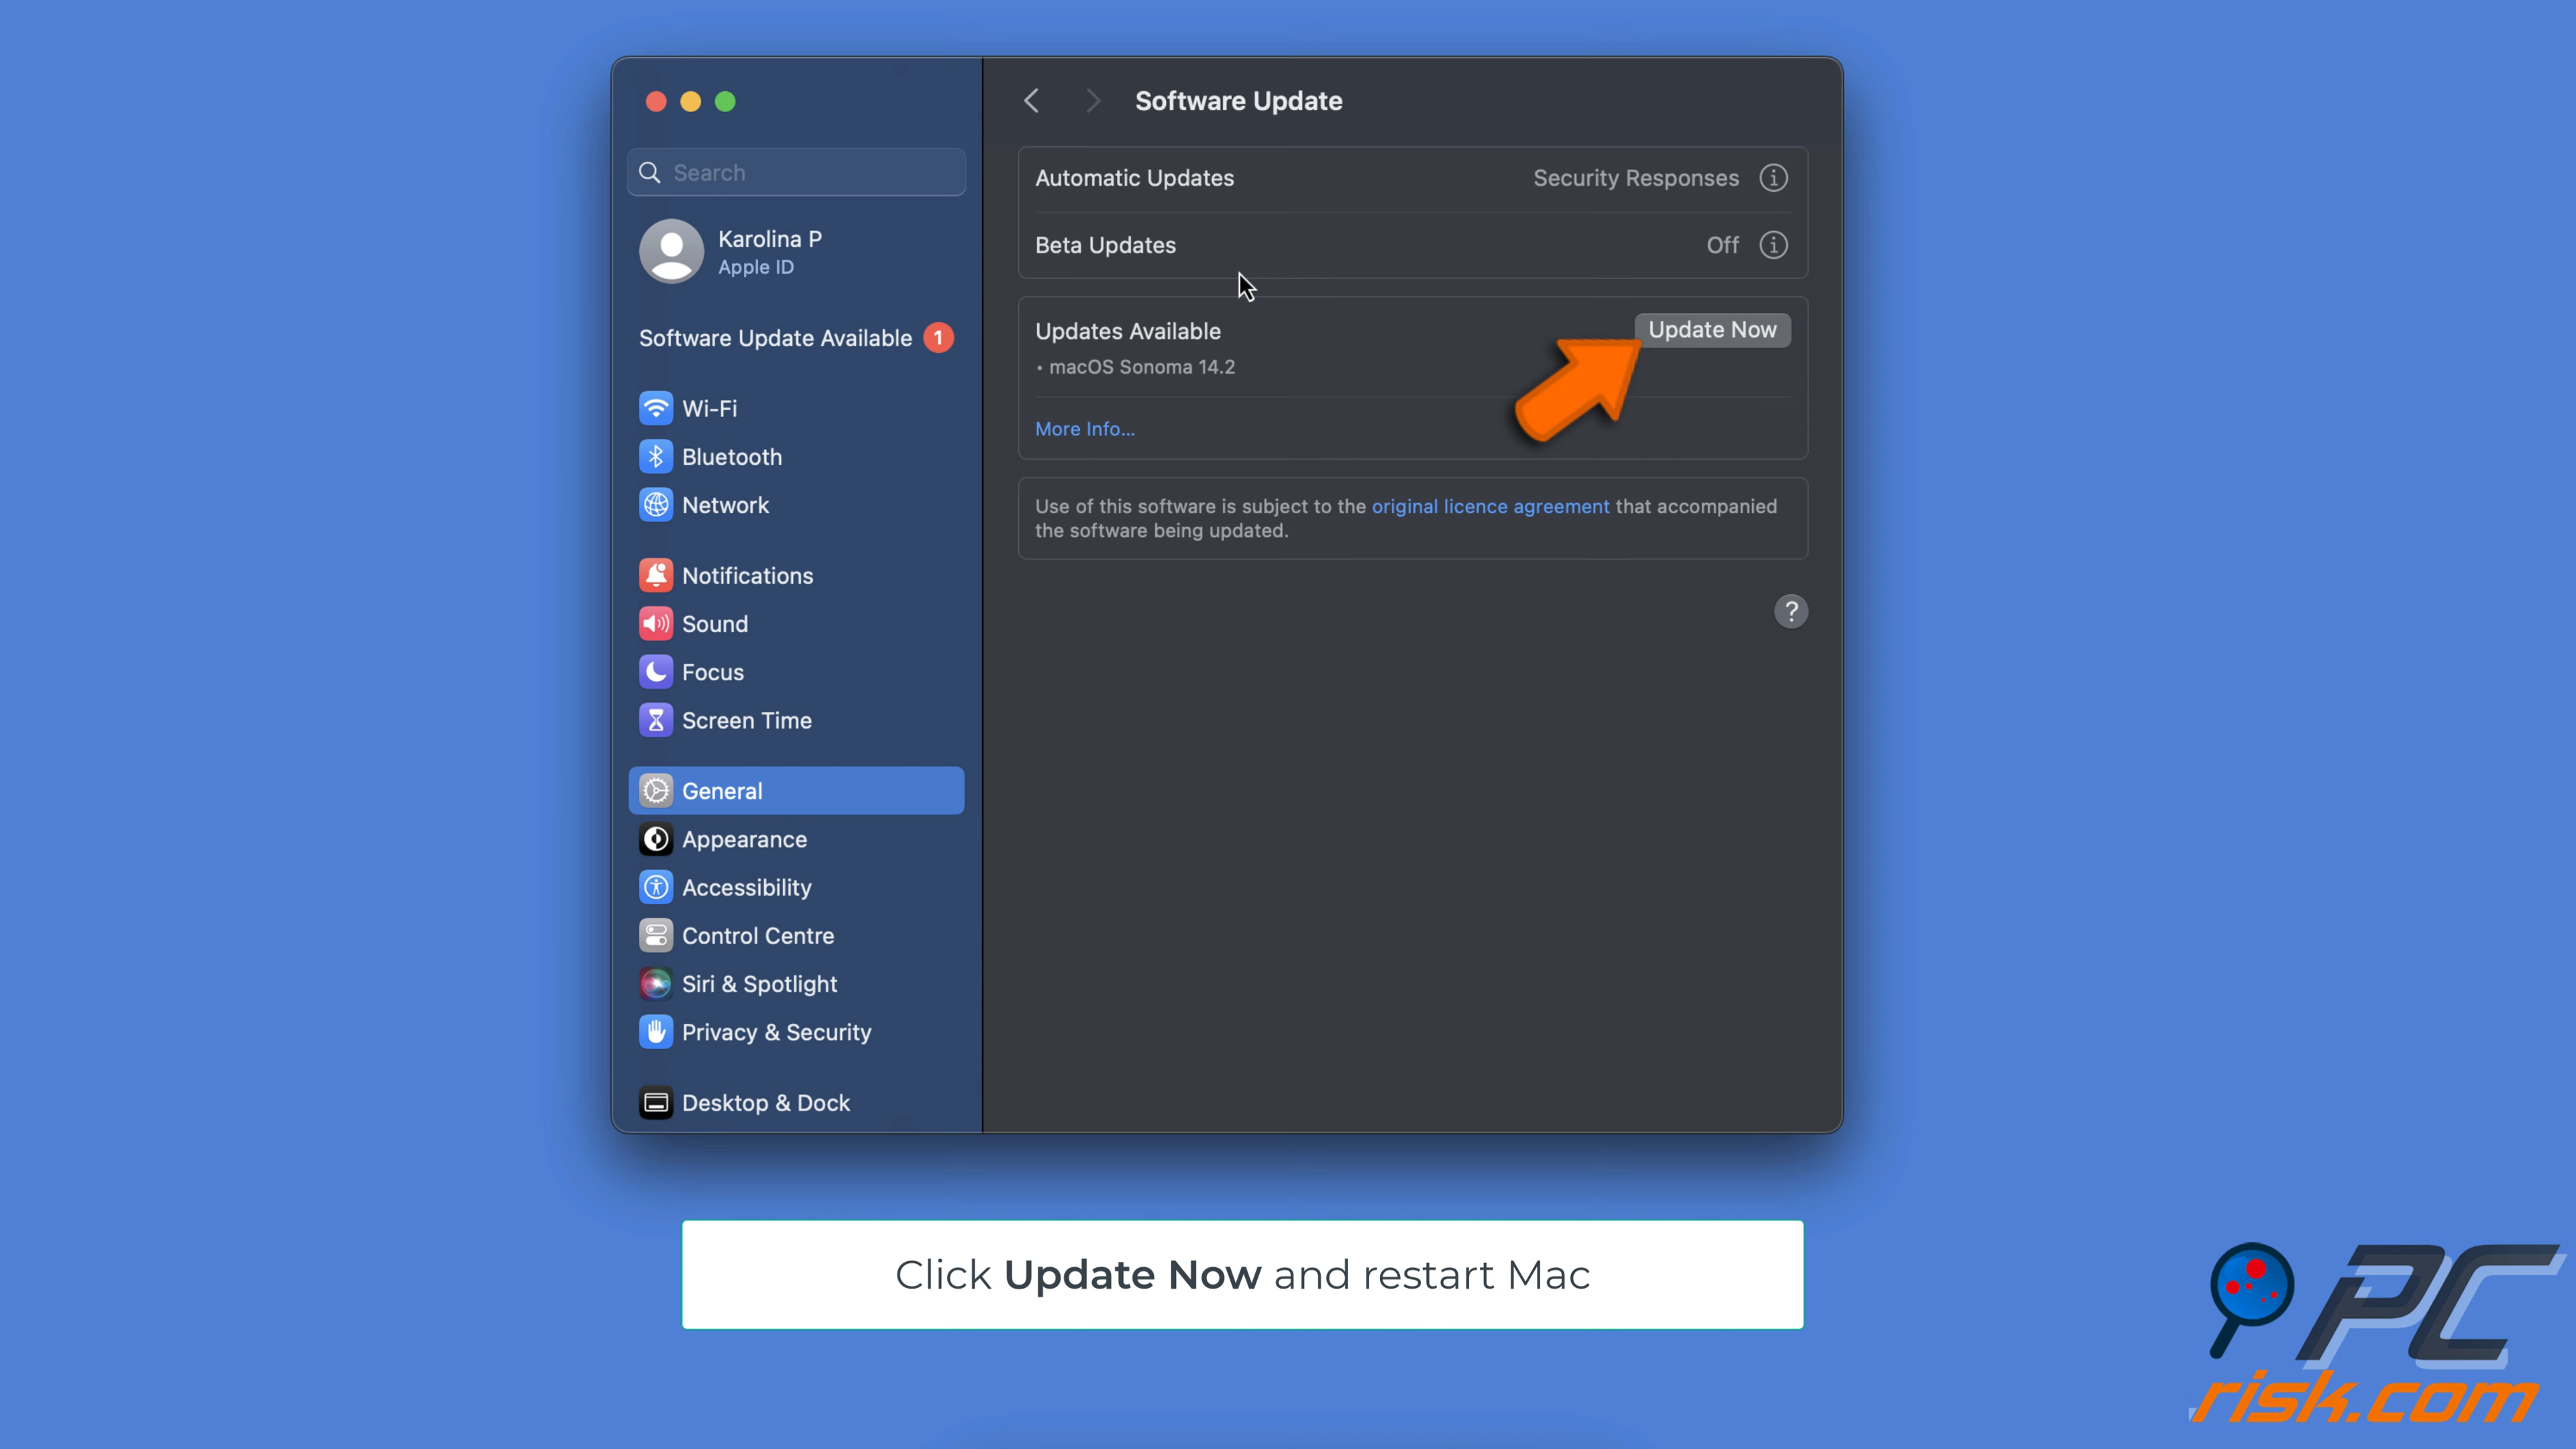 Software Update
Search
Karolina P
Apple ID
Software Update Available 1
Wi-Fi
Bluetooth
Network
Notifications
Sound
Focus
Screen Time
General
Appearance
Accessibility
Control Centre
Siri & Spotlight
Privacy & Security
Desktop & Dock
Automatic Updates Security Responses
Beta Updates Off
Updates Available Update Now
• macOS Sonoma 14.2
More Info...
Use of this software is subject to the original licence agreement that accompanied
the software being updated.
?
Click Update Now and restart Mac
PC
risk.com